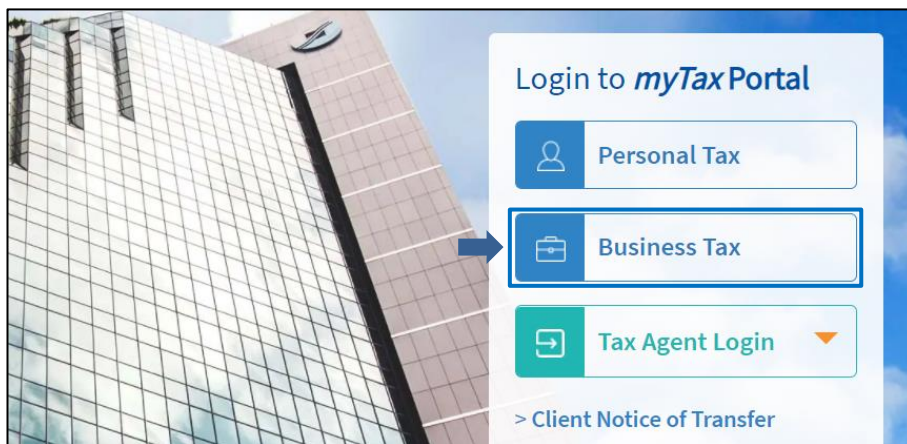 Login to myTax Portal
Personal Tax
Business Tax
Tax Agent Login
> Client Notice of Transfer